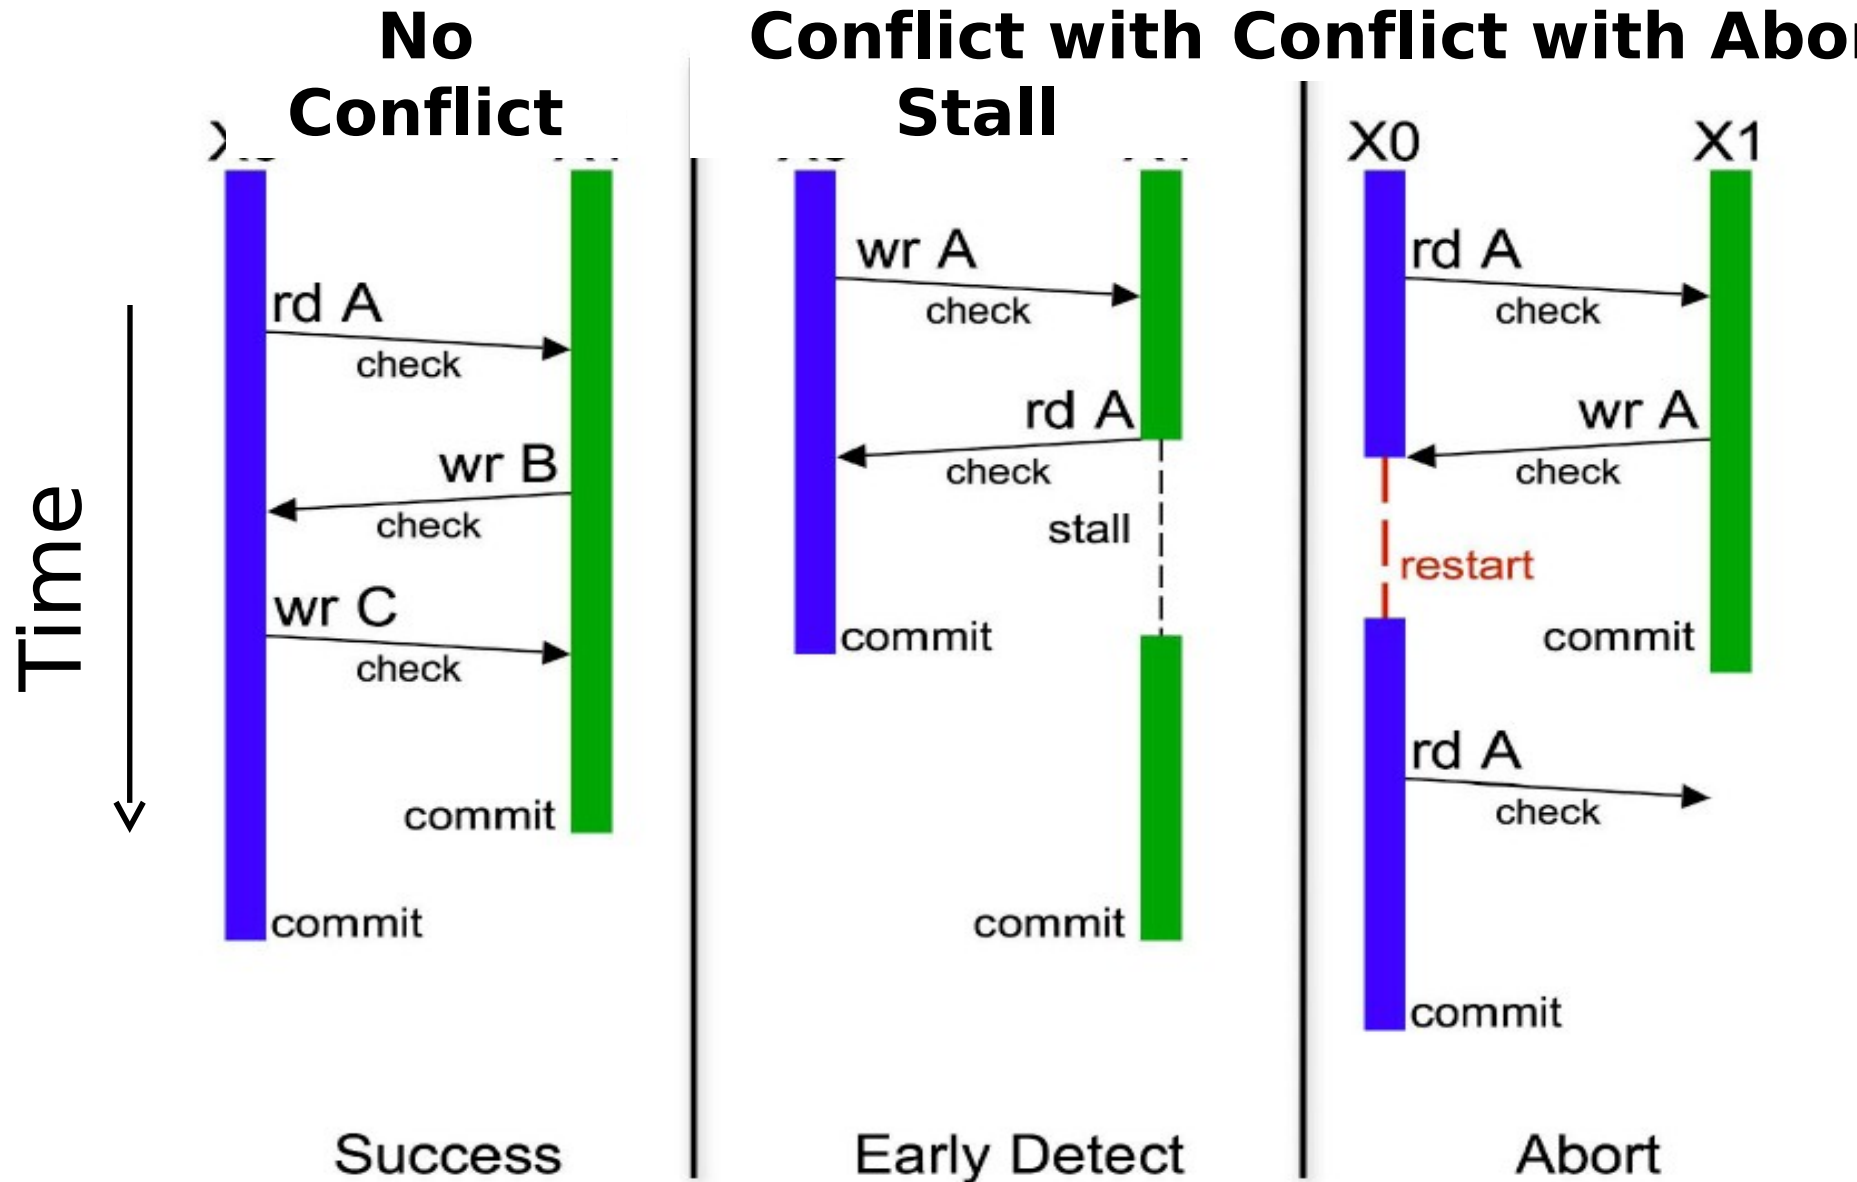 No
Conflict
Conflict with
Stall
Conflict with
Time
rd A
check
wr B
check
wr C
check
commit
commit
Success
wr A
check
rd A
check
stall
commit
commit
Early Detect
X0
X1
rd A
check
wr A
check
restart
commit
rd A
check
commit
Abort